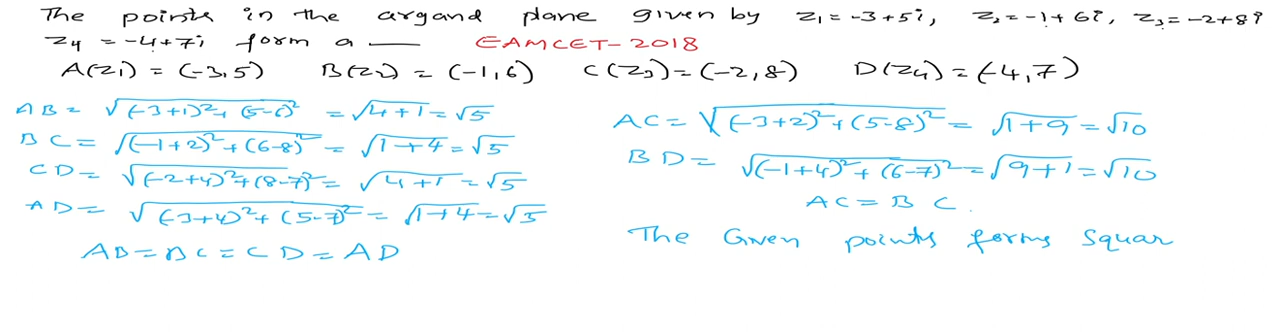 The points in the argand plane given by z₁ = -3+5i, z₂ = -1+6i, z₃ = -2+8i
z₄ = -4+7i form a — EAMCET-2018
A(z₁) = (-3,5) B(z₂) = (-1,6) C(z₃) = (-2,8) D(z₄) = (-4,7)
AB = √(-3+1)²+(5-6)² = √4+1 = √5
BC = √(-1+2)²+(6-8)² = √1+4 = √5
CD = √(-2+4)²+(8-7)² = √4+1 = √5
AD = √(-3+4)²+(5-7)² = √1+4 = √5
AB = BC = CD = AD
AC = √(-3+2)²+(5-8)² = √1+9 = √10
BD = √(-1+4)²+(6-7)² = √9+1 = √10
AC = BC.
The Given points forms Squar